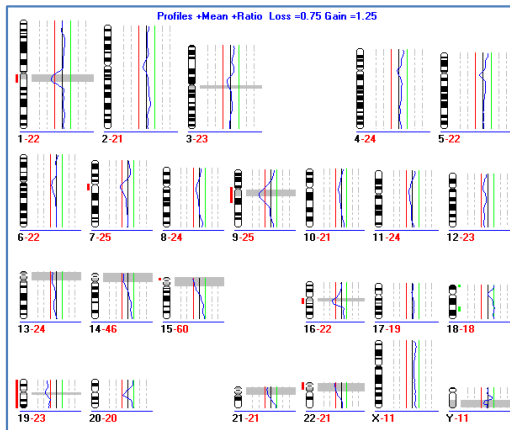 Profiles +Mean +Ratio Loss =0.75 Gain =1.25
1-22 2-21 3-23 4-24 5-22
6-22 7-25 8-24 9-25 10-21 11-24 12-23
13-24 14-46 15-60 16-22 17-19 18-18
19-23 20-20 21-21 22-21 X-11 Y-11